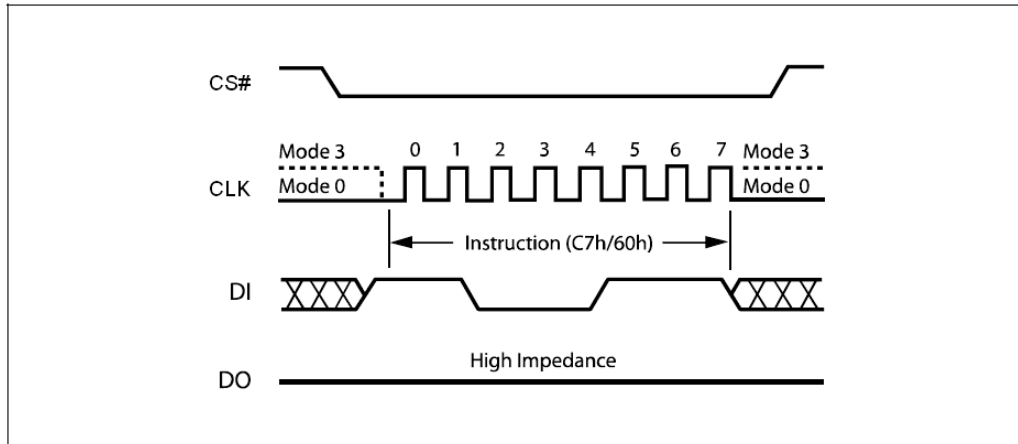 CS#
Mode 3 0 1 2 3 4 5 6 7 Mode 3
CLK Mode 0 Mode 0
Instruction (C7h/60h)
DI
High Impedance
DO